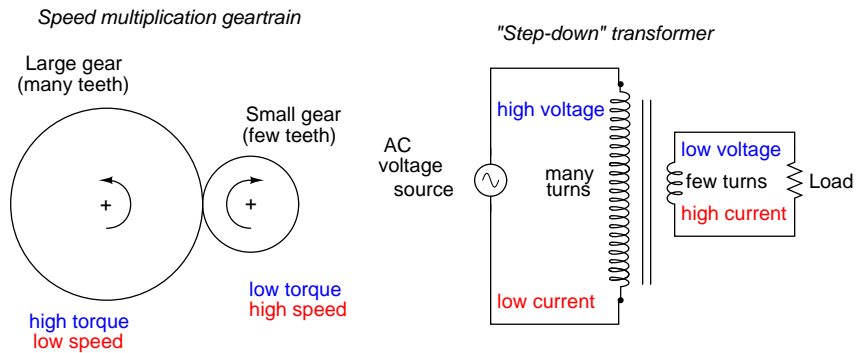 Speed multiplication geartrain
Large gear
(many teeth)
Small gear
(few teeth)
+
+
high torque
low speed
low torque
high speed
"Step-down" transformer
AC
voltage
source
high voltage
many
turns
low current
low voltage
few turns
high current
Load